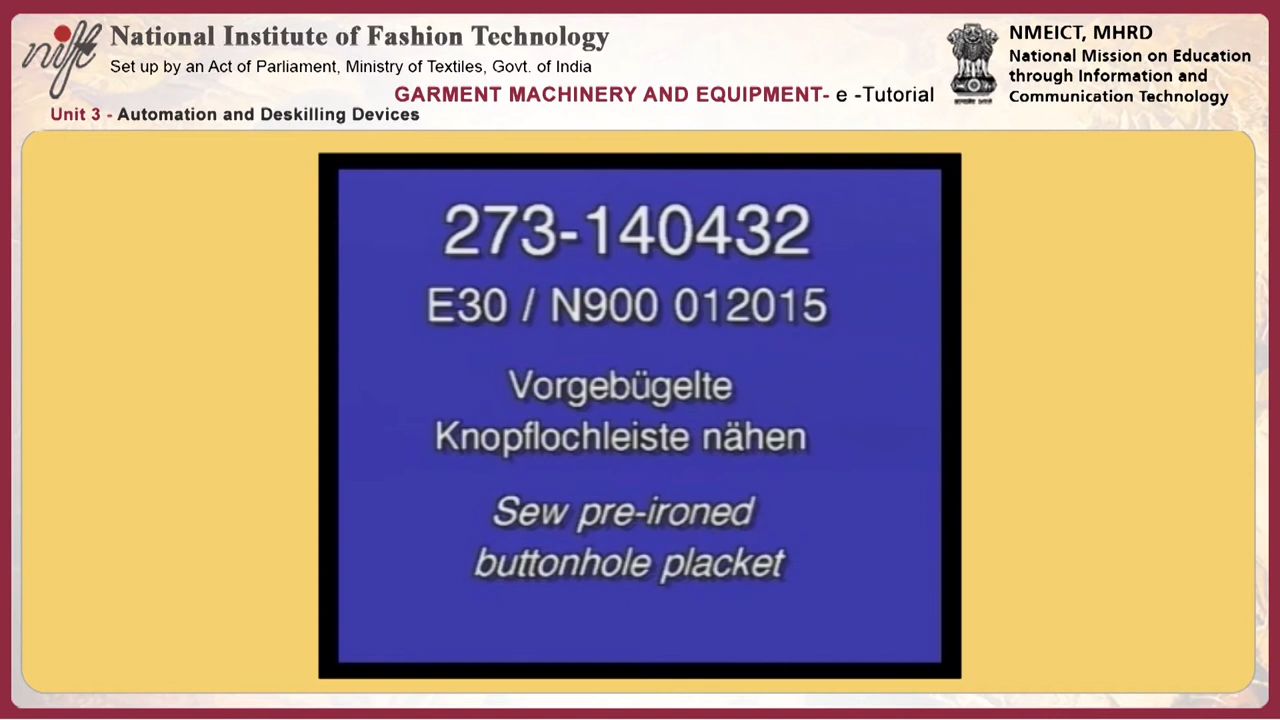 nift
National Institute of Fashion Technology
Set up by an Act of Parliament, Ministry of Textiles, Govt. of India
GARMENT MACHINERY AND EQUIPMENT- e -Tutorial
Unit 3 - Automation and Deskilling Devices
NMEICT, MHRD
National Mission on Education
through Information and
Communication Technology
273-140432
E30 / N900 012015
Vorgebügelte
Knopflochleiste nähen
Sew pre-ironed
buttonhole placket